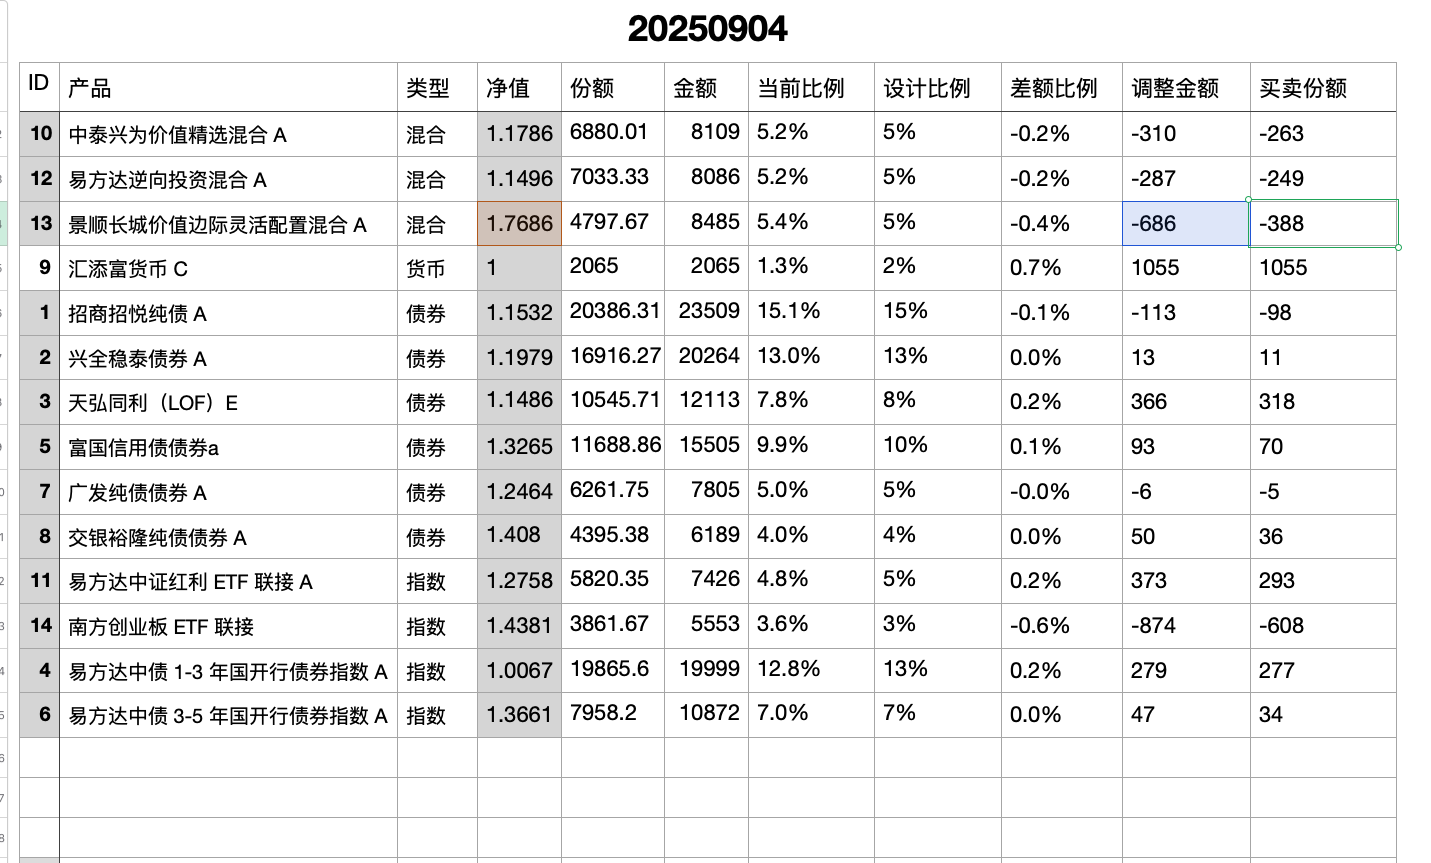 20250904
ID 产品 类型 净值 份额 金额 当前比例 设计比例 差额比例 调整金额 买卖份额
10 中泰兴为价值精选混合 A 混合 1.1786 6880.01 8109 5.2% 5% -0.2% -310 -263
12 易方达逆向投资混合 A 混合 1.1496 7033.33 8086 5.2% 5% -0.2% -287 -249
13 景顺长城价值边际灵活配置混合 A 混合 1.7686 4797.67 8485 5.4% 5% -0.4% -686 -388
9 汇添富货币 C 货币 1 2065 2065 1.3% 2% 0.7% 1055 1055
1 招商招悦纯债 A 债券 1.1532 20386.31 23509 15.1% 15% -0.1% -113 -98
2 兴全稳泰债券 A 债券 1.1979 16916.27 20264 13.0% 13% 0.0% 13 11
3 天弘同利（LOF）E 债券 1.1486 10545.71 12113 7.8% 8% 0.2% 366 318
5 富国信用债债券a 债券 1.3265 11688.86 15505 9.9% 10% 0.1% 93 70
7 广发纯债债券 A 债券 1.2464 6261.75 7805 5.0% 5% -0.0% -6 -5
8 交银裕隆纯债债券 A 债券 1.408 4395.38 6189 4.0% 4% 0.0% 50 36
11 易方达中证红利 ETF 联接 A 指数 1.2758 5820.35 7426 4.8% 5% 0.2% 373 293
14 南方创业板 ETF 联接 指数 1.4381 3861.67 5553 3.6% 3% -0.6% -874 -608
4 易方达中债 1-3 年国开行债券指数 A 指数 1.0067 19865.6 19999 12.8% 13% 0.2% 279 277
6 易方达中债 3-5 年国开行债券指数 A 指数 1.3661 7958.2 10872 7.0% 7% 0.0% 47 34